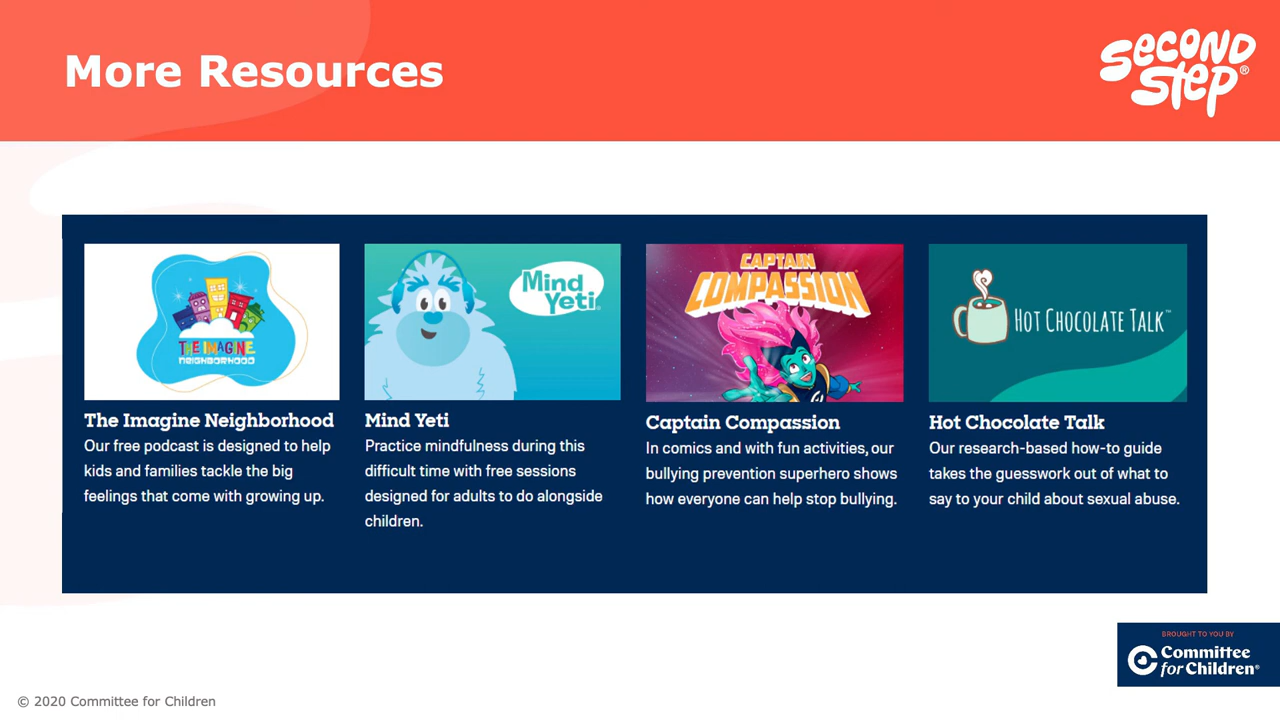 More Resources
SECOND
STEP®
THE IMAGINE
NEIGHBORHOOD
The Imagine Neighborhood
Our free podcast is designed to help
kids and families tackle the big
feelings that come with growing up.
Mind
Yeti®
Mind Yeti
Practice mindfulness during this
difficult time with free sessions
designed for adults to do alongside
children.
CAPTAIN
COMPASSION®
Captain Compassion
In comics and with fun activities, our
bullying prevention superhero shows
how everyone can help stop bullying.
HOT CHOCOLATE TALK™
Hot Chocolate Talk
Our research-based how-to guide
takes the guesswork out of what to
say to your child about sexual abuse.
BROUGHT TO YOU BY
Committee
for Children®
© 2020 Committee for Children